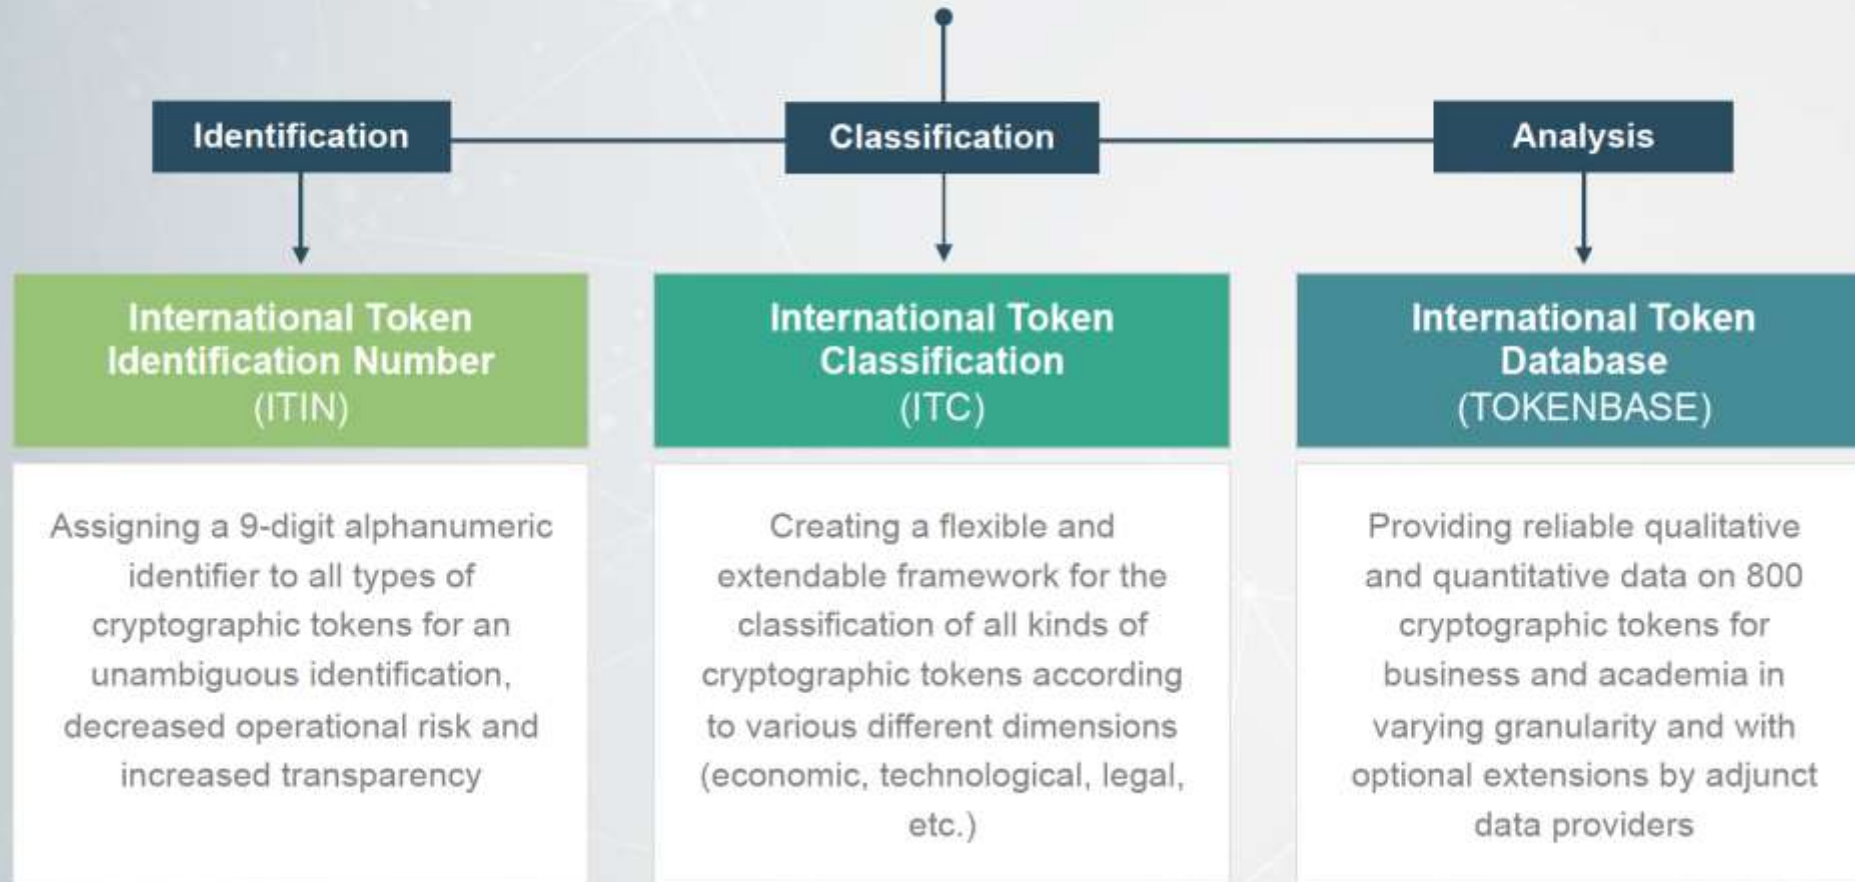 Identification
Classification
Analysis
International Token
Identification Number
(ITIN)
Assigning a 9-digit alphanumeric
identifier to all types of
cryptographic tokens for an
unambiguous identification,
decreased operational risk and
increased transparency
International Token
Classification
(ITC)
Creating a flexible and
extendable framework for the
classification of all kinds of
cryptographic tokens according
to various different dimensions
(economic, technological, legal,
etc.)
International Token
Database
(TOKENBASE)
Providing reliable qualitative
and quantitative data on 800
cryptographic tokens for
business and academia in
varying granularity and with
optional extensions by adjunct
data providers